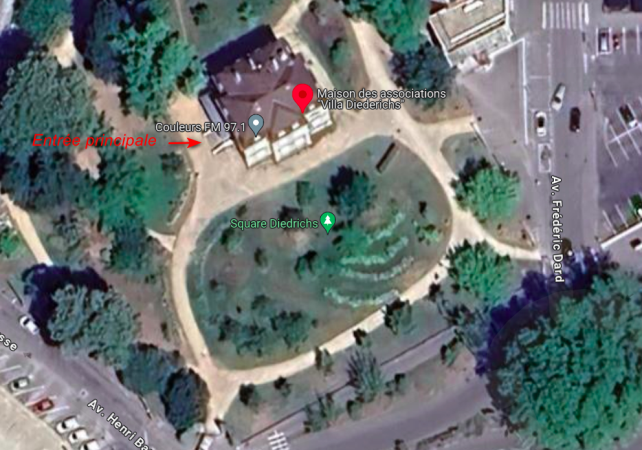 Maison des associations
"Villa Diederichs"
Couleurs FM 97.1
Entrée principale
Square Diedrichs
Av. Frédéric Dard
sse
Av. Henri Ba